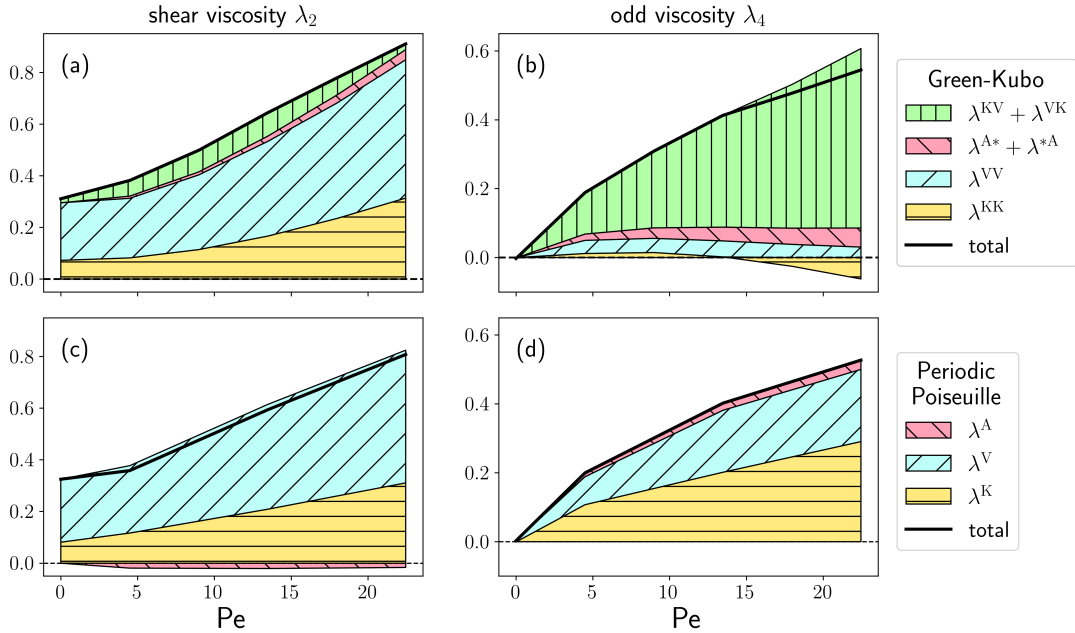 shear viscosity λ₂
odd viscosity λ₄
(a)
0.8
0.6
0.4
0.2
0.0
(b)
0.6
0.4
0.2
0.0
Green-Kubo
λᴷⱽ + λⱽᴷ
λᴬ* + λ*ᴬ
λⱽⱽ
λᴷᴷ
total
(c)
0.8
0.6
0.4
0.2
0.0
0 5 10 15 20
Pe
(d)
0.6
0.4
0.2
0.0
0 5 10 15 20
Pe
Periodic
Poiseuille
λᴬ
λⱽ
λᴷ
total